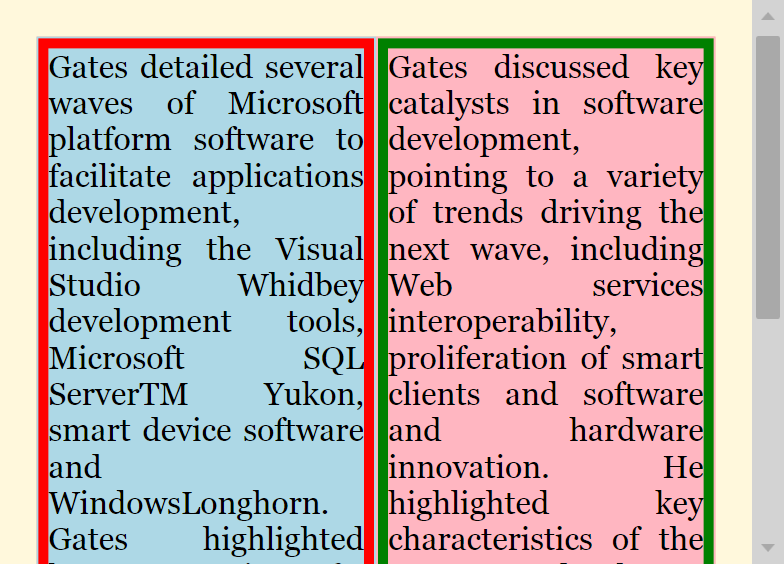 Gates detailed several
waves of Microsoft
platform software to
facilitate applications
development,
including the Visual
Studio Whidbey
development tools,
Microsoft SQL
ServerTM Yukon,
smart device software
and
WindowsLonghorn.
Gates highlighted
Gates discussed key
catalysts in software
development,
pointing to a variety
of trends driving the
next wave, including
Web services
interoperability,
proliferation of smart
clients and software
and hardware
innovation. He
highlighted key
characteristics of the